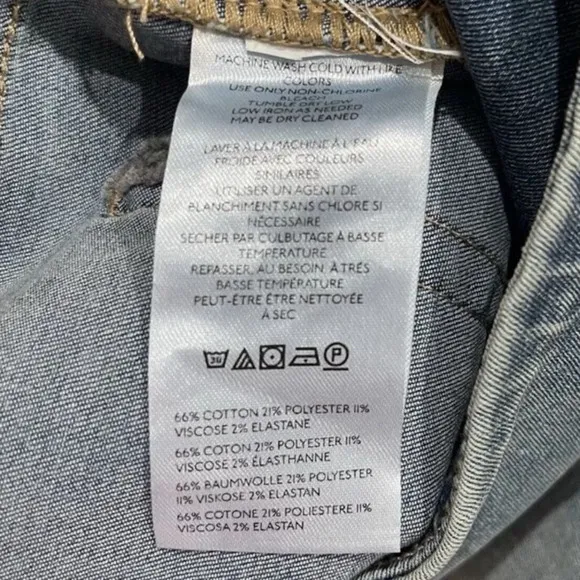 MACHINE WASH COLD WITH LIKE
COLORS
USE ONLY NON-CHLORINE
BLEACH
TUMBLE DRY LOW
LOW IRON AS NEEDED
MAY BE DRY CLEANED
LAVER À LA MACHINE À L'EAU
FROIDE AVEC COULEURS
SIMILAIRES
UTILISER UN AGENT DE
BLANCHIMENT SANS CHLORE SI
NÉCESSAIRE
SECHER PAR CULBUTAGE À BASSE
TEMPERATURE
REPASSER, AU BESOIN, À TRÈS
BASSE TEMPÉRATURE
PEUT-ÊTRE ÊTRE NETTOYÉE
À SEC
30 P
66% COTTON 21% POLYESTER 11%
VISCOSE 2% ELASTANE
66% COTON 21% POLYESTER 11%
VISCOSE 2% ÉLASTHANNE
66% BAUMWOLLE 21% POLYESTER
11% VISKOSE 2% ELASTAN
66% COTONE 21% POLIESTERE 11%
VISCOSA 2% ELASTAN